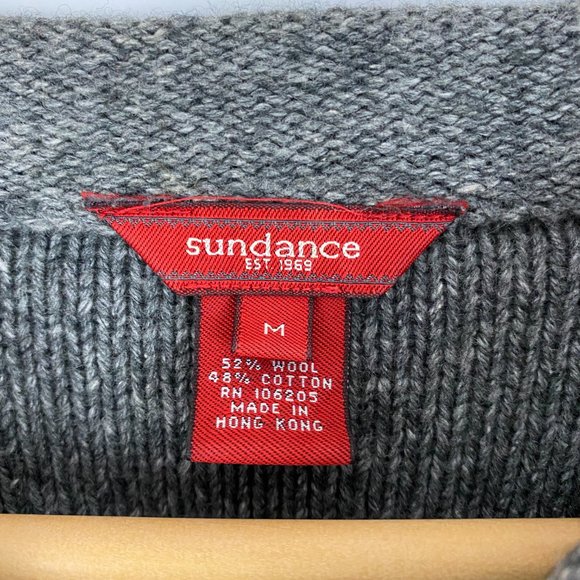 sundance
EST 1969
M
52% WOOL
48% COTTON
RN 106205
MADE IN
HONG KONG